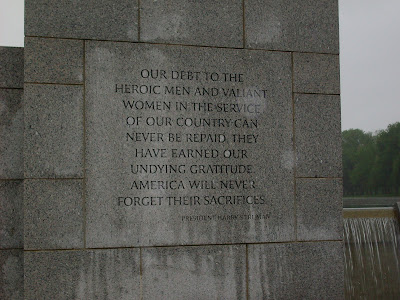 OUR DEBT TO THE
HEROIC MEN AND VALIANT
WOMEN IN THE SERVICE
OF OUR COUNTRY CAN
NEVER BE REPAID. THEY
HAVE EARNED OUR
UNDYING GRATITUDE.
AMERICA WILL NEVER
FORGET THEIR SACRIFICES.
PRESIDENT HARRY S TRUMAN